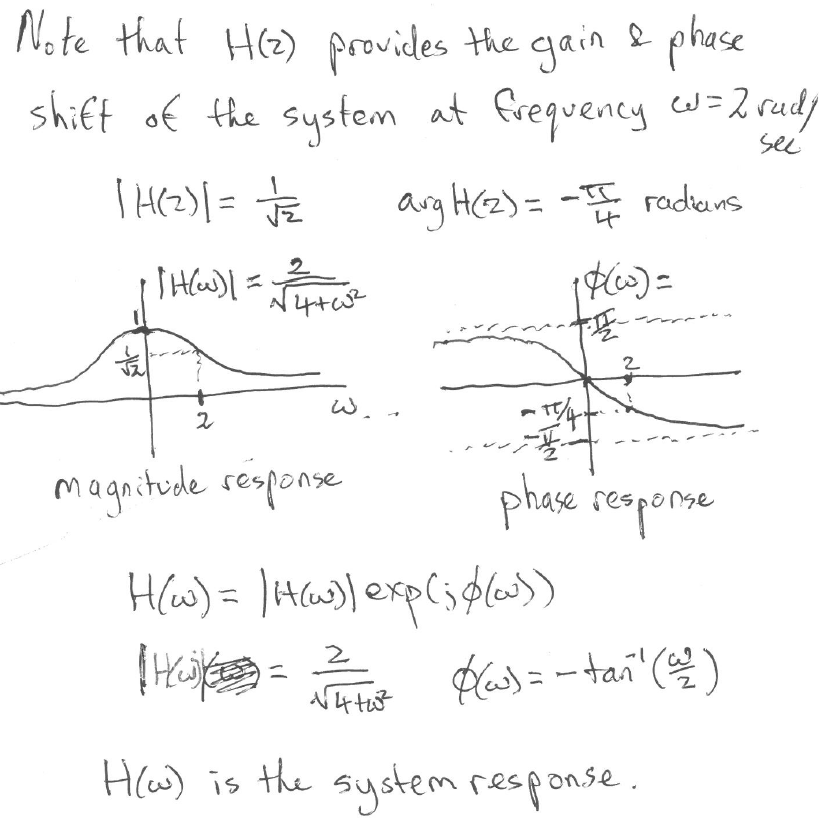 Note that H(2) provides the gain & phase
shift of the system at frequency ω=2 rad/
sec
|H(2)| = 1/√2 arg H(2) = -π/4 radians
|H(ω)| = 2/√4+ω² φ(ω) =
1 π/2
1/√2 2
-π/4
2 ω -π/2
magnitude response phase response
H(ω) = |H(ω)| exp(jφ(ω))
|H(ω)| = 2/√4+ω² φ(ω) = -tan⁻¹(ω/2)
H(ω) is the system response.